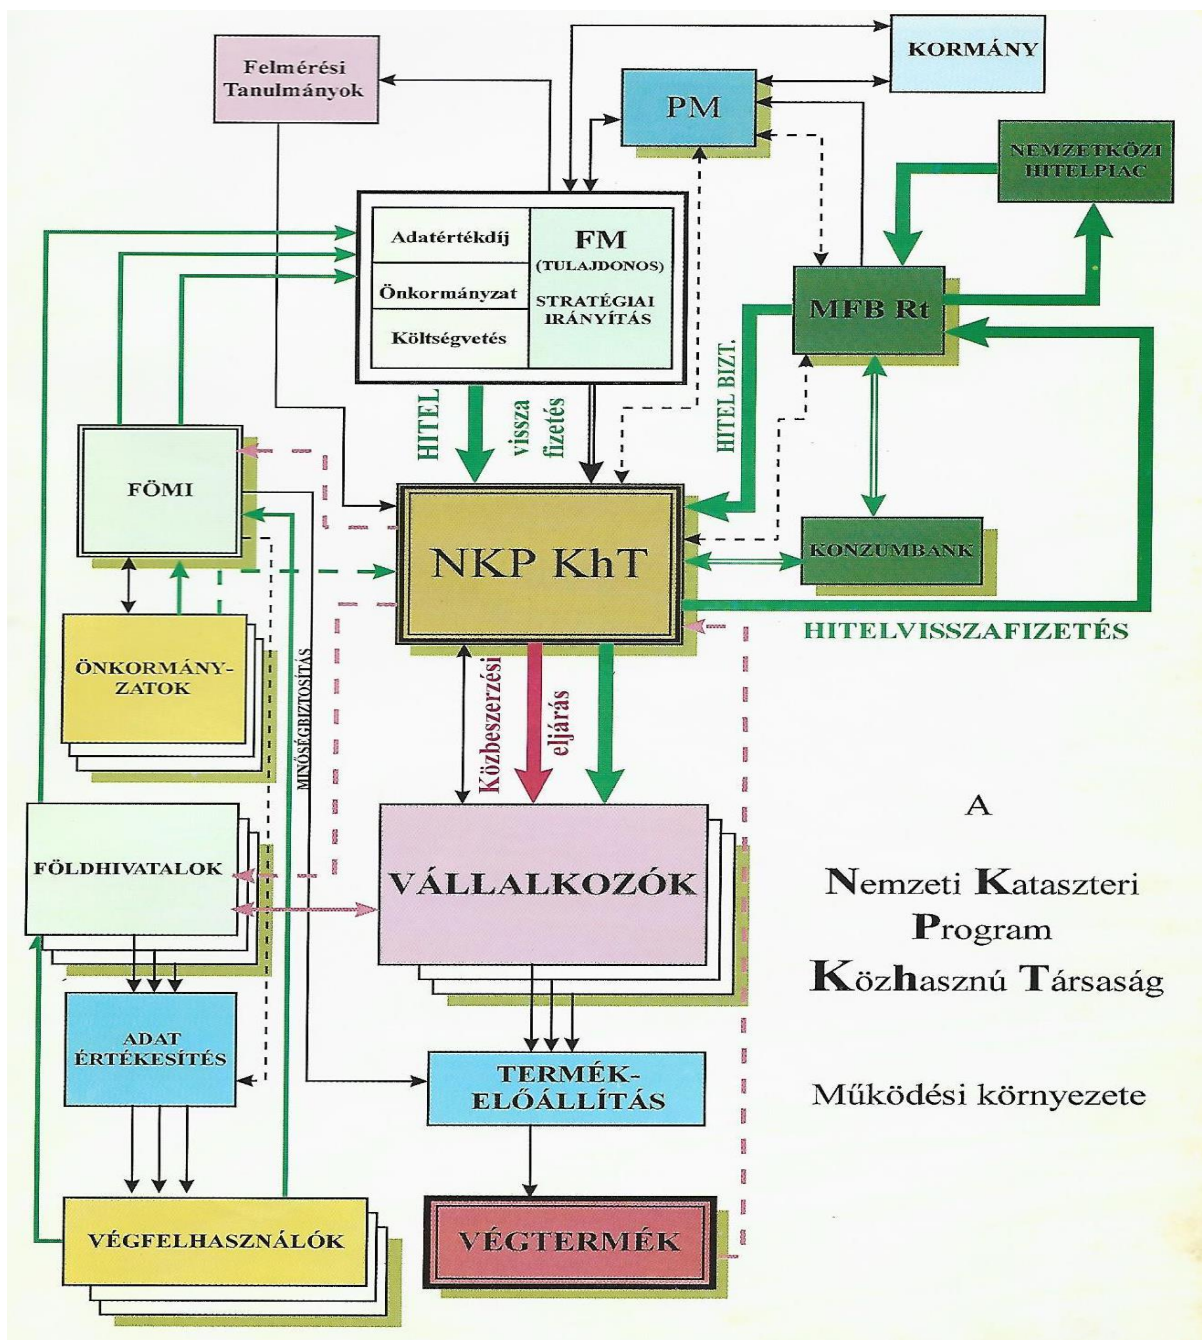 Felmérési
Tanulmányok
KORMÁNY
PM
NEMZETKÖZI
HITELPIAC
Adatértékdíj
Önkormányzat
Költségvetés
FM
(TULAJDONOS)
STRATÉGIAI
IRÁNYÍTÁS
MFB Rt
HITEL
vissza
fizetés
HITEL BIZT.
FÖMI
NKP KhT
KONZUMBANK
HITELVISSZAFIZETÉS
ÖNKORMÁNY-
ZATOK
MINŐSÉGBIZTOSÍTÁS
Közbeszerzési
eljárás
FÖLDHIVATALOK
VÁLLALKOZÓK
A
Nemzeti Kataszteri
Program
Közhasznú Társaság
Működési környezete
ADAT
ÉRTÉKESÍTÉS
TERMÉK-
ELŐÁLLÍTÁS
VÉGFELHASZNÁLÓK
VÉGTERMÉK